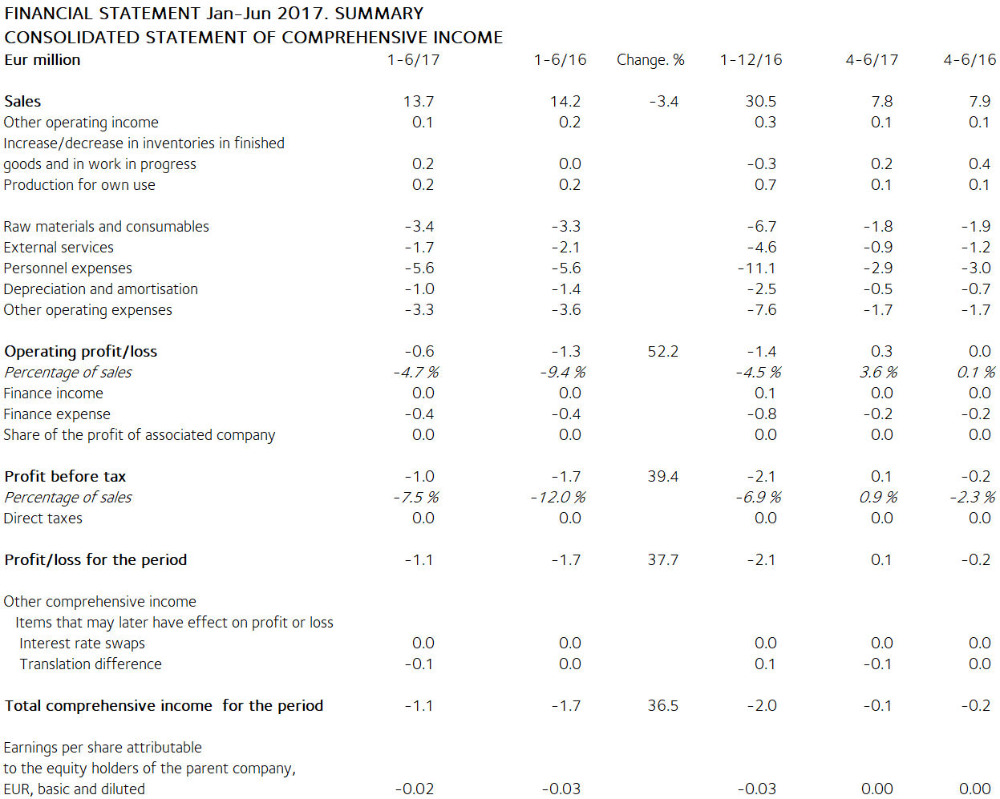 FINANCIAL STATEMENT Jan-Jun 2017. SUMMARY
CONSOLIDATED STATEMENT OF COMPREHENSIVE INCOME
Eur million 1-6/17 1-6/16 Change. % 1-12/16 4-6/17 4-6/16
Sales 13.7 14.2 -3.4 30.5 7.8 7.9
Other operating income 0.1 0.2 0.3 0.1 0.1
Increase/decrease in inventories in finished
goods and in work in progress 0.2 0.0 -0.3 0.2 0.4
Production for own use 0.2 0.2 0.7 0.1 0.1
Raw materials and consumables -3.4 -3.3 -6.7 -1.8 -1.9
External services -1.7 -2.1 -4.6 -0.9 -1.2
Personnel expenses -5.6 -5.6 -11.1 -2.9 -3.0
Depreciation and amortisation -1.0 -1.4 -2.5 -0.5 -0.7
Other operating expenses -3.3 -3.6 -7.6 -1.7 -1.7
Operating profit/loss -0.6 -1.3 52.2 -1.4 0.3 0.0
Percentage of sales -4.7 % -9.4 % -4.5 % 3.6 % 0.1 %
Finance income 0.0 0.0 0.1 0.0 0.0
Finance expense -0.4 -0.4 -0.8 -0.2 -0.2
Share of the profit of associated company 0.0 0.0 0.0 0.0 0.0
Profit before tax -1.0 -1.7 39.4 -2.1 0.1 -0.2
Percentage of sales -7.5 % -12.0 % -6.9 % 0.9 % -2.3 %
Direct taxes 0.0 0.0 0.0 0.0 0.0
Profit/loss for the period -1.1 -1.7 37.7 -2.1 0.1 -0.2
Other comprehensive income
Items that may later have effect on profit or loss
Interest rate swaps 0.0 0.0 0.0 0.0 0.0
Translation difference -0.1 0.0 0.1 -0.1 0.0
Total comprehensive income for the period -1.1 -1.7 36.5 -2.0 -0.1 -0.2
Earnings per share attributable
to the equity holders of the parent company,
EUR, basic and diluted -0.02 -0.03 -0.03 0.00 0.00